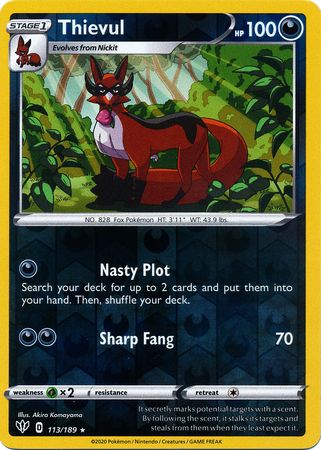 STAGE 1
Thievul
HP 100
Evolves from Nickit
NO. 828 Fox Pokémon HT: 3'11" WT: 43.9 lbs.
Nasty Plot
Search your deck for up to 2 cards and put them
into your hand. Then, shuffle your deck.
Sharp Fang 70
weakness ×2 resistance retreat
Illus. Akira Komayama
D 113/189 ★
It secretly marks potential targets with a scent.
By following the scent, it stalks its targets and
steals from them when they least expect it.
©2020 Pokémon / Nintendo / Creatures / GAME FREAK